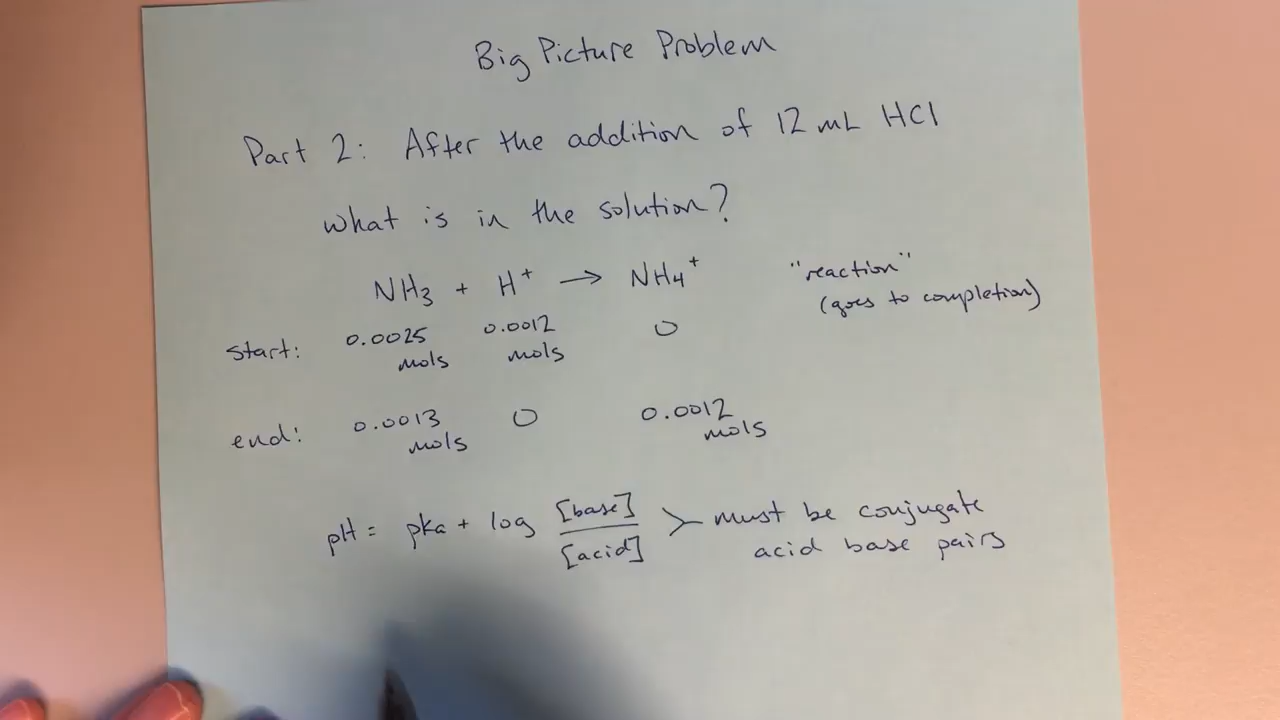 Big Picture Problem
Part 2: After the addition of 12 mL HCl
what is in the solution?
NH₃ + H⁺ → NH₄⁺ "reaction"
(goes to completion)
start: 0.0025 mols 0.0012 mols 0
end: 0.0013 mols 0 0.0012 mols
pH = pka + log [base]/[acid] > must be conjugate
acid base pairs